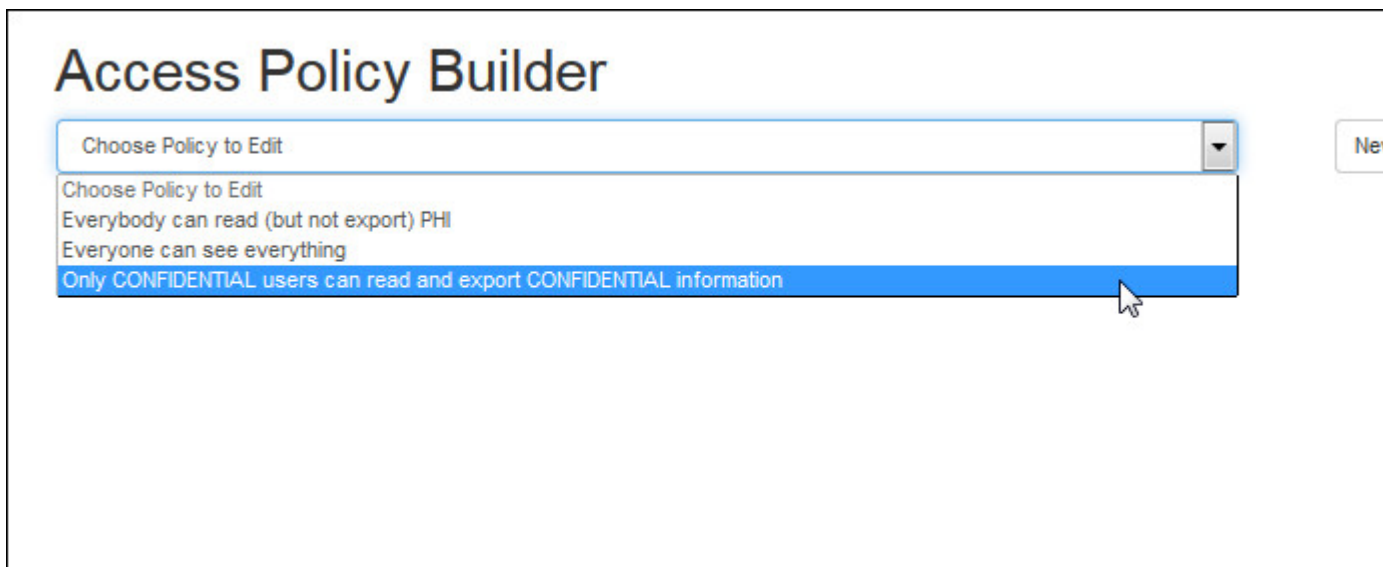 Access Policy Builder
Choose Policy to Edit
Choose Policy to Edit
Everybody can read (but not export) PHI
Everyone can see everything
Only CONFIDENTIAL users can read and export CONFIDENTIAL information